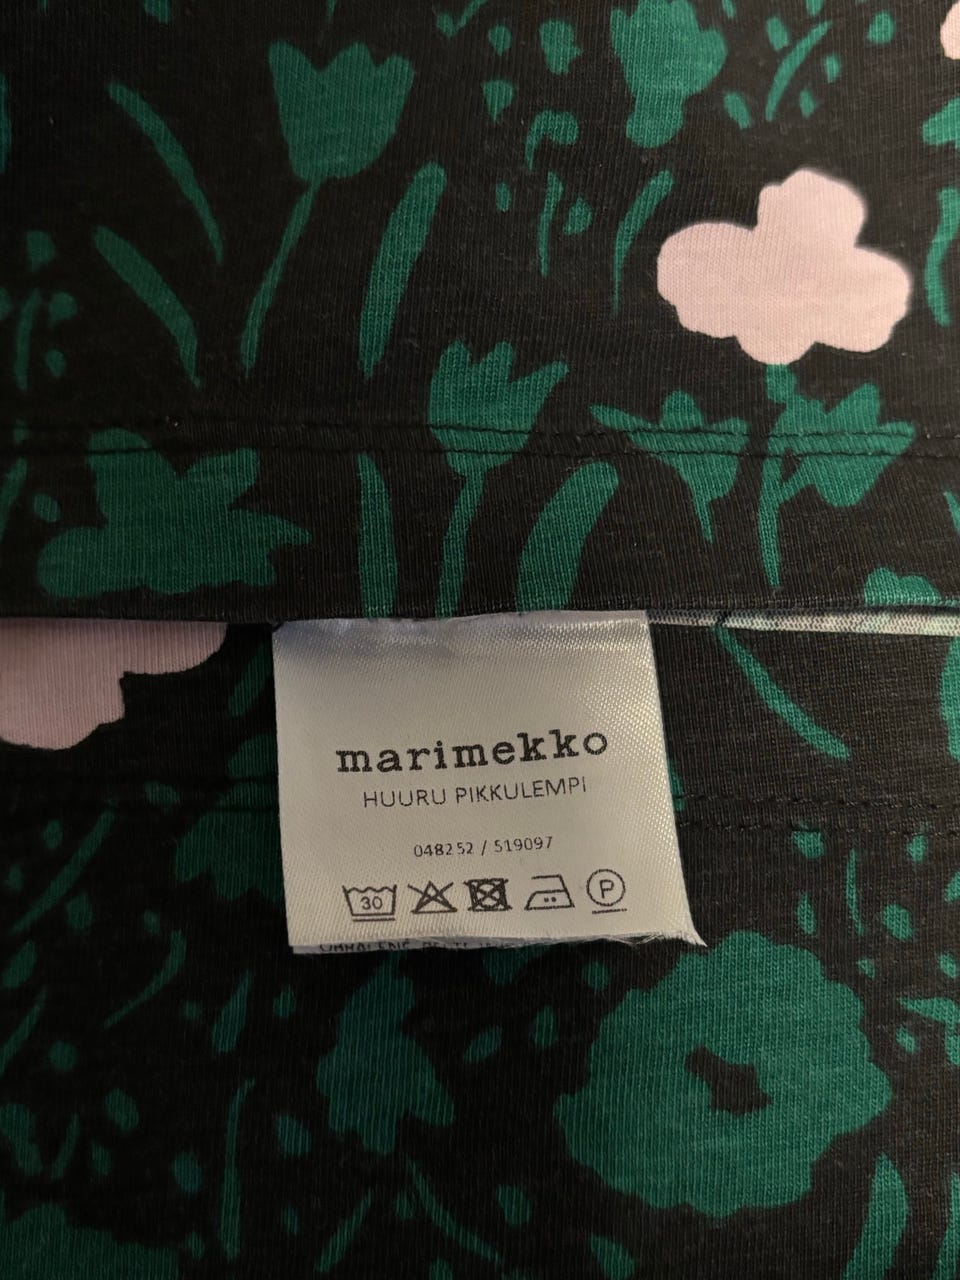 marimekko
HUURU PIKKULEMPI
048252 / 519097
30
P